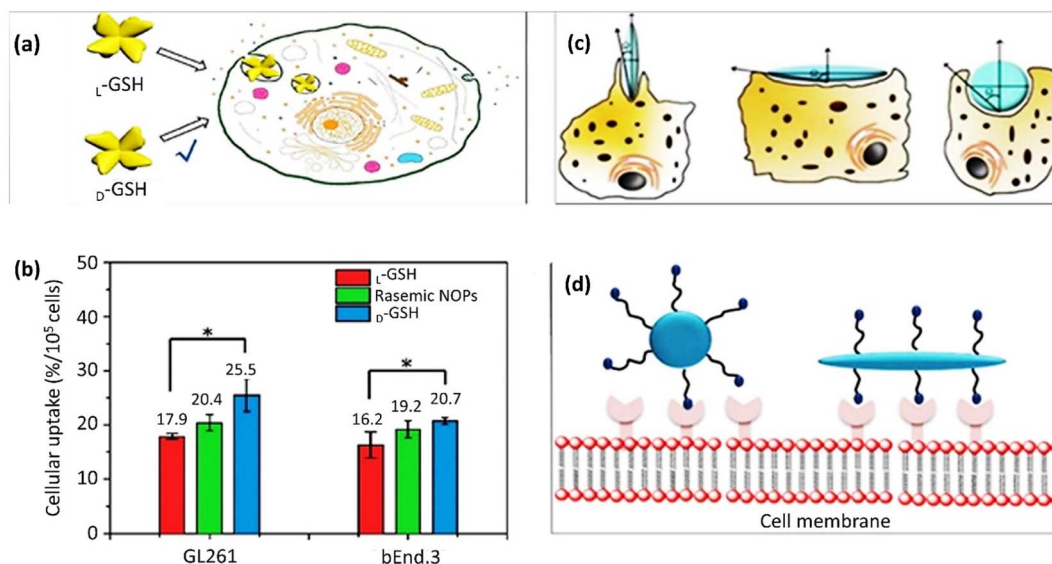 (a)
L-GSH
D-GSH
(b)
Cellular uptake (%/10⁵ cells)
50
40
30
20
10
0
L-GSH
Rasemic NOPs
D-GSH
*
17.9
20.4
25.5
*
16.2
19.2
20.7
GL261
bEnd.3
(c)
(d)
Cell membrane